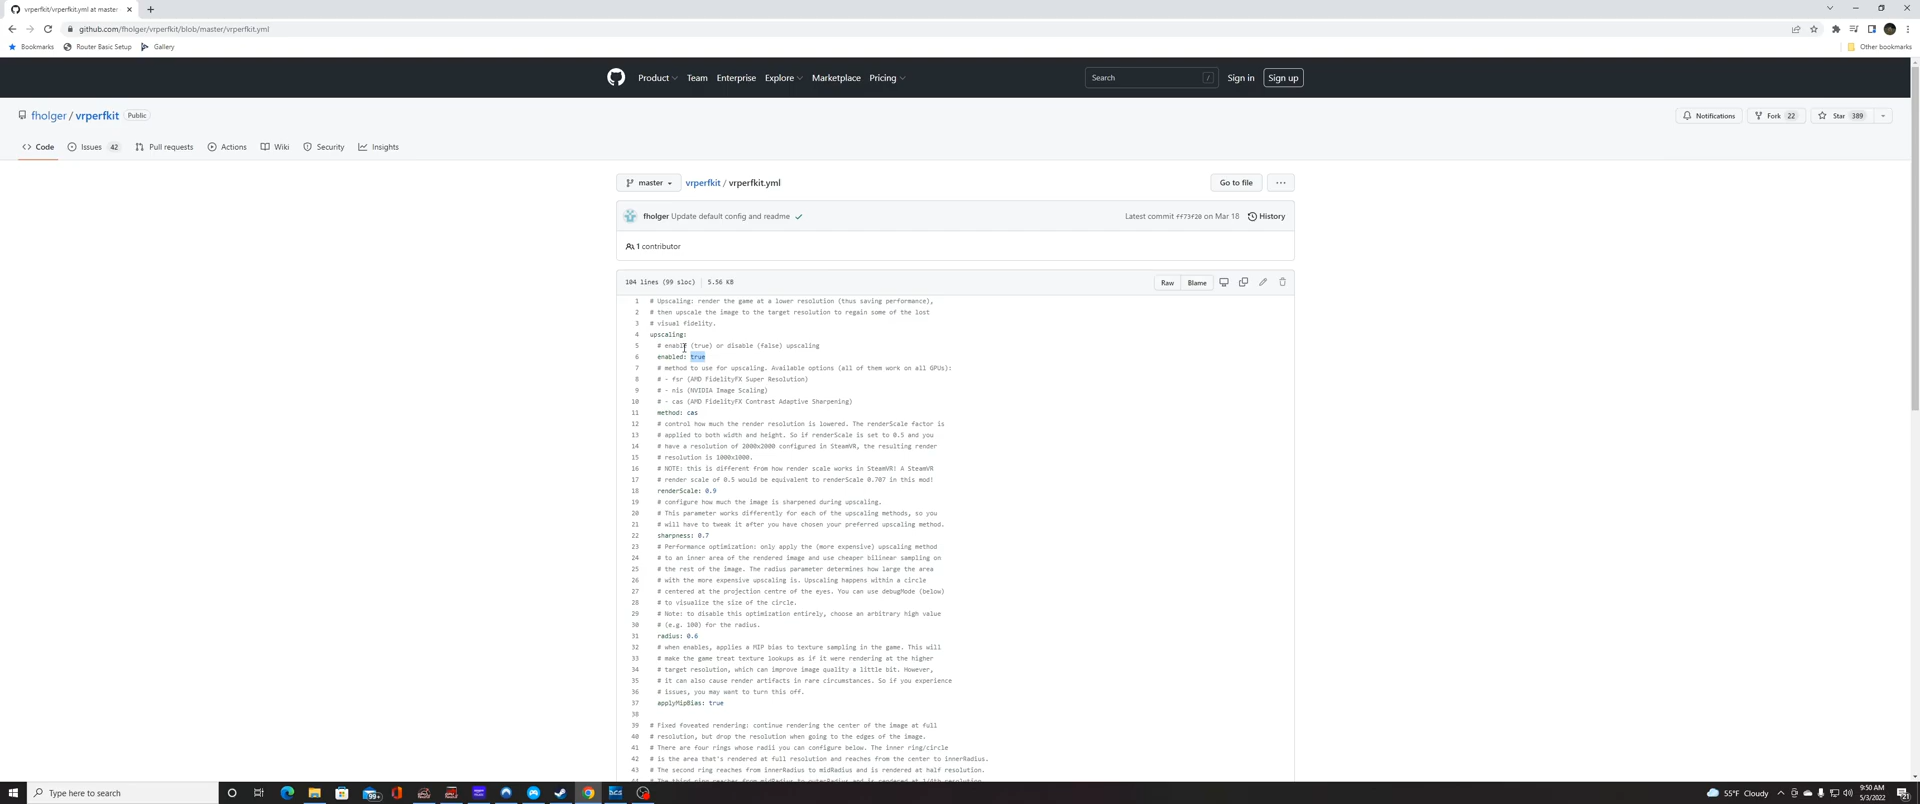 vrperfkit/vrperfkit.yml at master
github.com/fholger/vrperfkit/blob/master/vrperfkit.yml
Bookmarks Router Basic Setup Gallery Other bookmarks
Product Team Enterprise Explore Marketplace Pricing Search / Sign in Sign up
fholger / vrperfkit Public Notifications Fork 22 Star 389
Code Issues 42 Pull requests Actions Wiki Security Insights
master vrperfkit / vrperfkit.yml Go to file ...
fholger Update default config and readme Latest commit ff73f20 on Mar 18 History
1 contributor
104 lines (99 sloc) 5.56 KB Raw Blame
1 # Upscaling: render the game at a lower resolution (thus saving performance),
2 # then upscale the image to the target resolution to regain some of the lost
3 # visual fidelity.
4 upscaling:
5 # enable (true) or disable (false) upscaling
6 enabled: true
7 # method to use for upscaling. Available options (all of them work on all GPUs):
8 # - fsr (AMD FidelityFX Super Resolution)
9 # - nis (NVIDIA Image Scaling)
10 # - cas (AMD FidelityFX Contrast Adaptive Sharpening)
11 method: cas
12 # control how much the render resolution is lowered. The renderScale factor is
13 # applied to both width and height. So if renderScale is set to 0.5 and you
14 # have a resolution of 2000x2000 configured in SteamVR, the resulting render
15 # resolution is 1000x1000.
16 # NOTE: this is different from how render scale works in SteamVR! A SteamVR
17 # render scale of 0.5 would be equivalent to renderScale 0.707 in this mod!
18 renderScale: 0.9
19 # configure how much the image is sharpened during upscaling.
20 # This parameter works differently for each of the upscaling methods, so you
21 # will have to tweak it after you have chosen your preferred upscaling method.
22 sharpness: 0.7
23 # Performance optimization: only apply the (more expensive) upscaling method
24 # to an inner area of the rendered image and use cheaper bilinear sampling on
25 # the rest of the image. The radius parameter determines how large the area
26 # with the more expensive upscaling is. Upscaling happens within a circle
27 # centered at the projection centre of the eyes. You can use debugMode (below)
28 # to visualize the size of the circle.
29 # Note: to disable this optimization entirely, choose an arbitrary high value
30 # (e.g. 100) for the radius.
31 radius: 0.6
32 # when enables, applies a MIP bias to texture sampling in the game. This will
33 # make the game treat texture lookups as if it were rendering at the higher
34 # target resolution, which can improve image quality a little bit. However,
35 # it can also cause render artifacts in rare circumstances. So if you experience
36 # issues, you may want to turn this off.
37 applyMipBias: true
38
39 # Fixed foveated rendering: continue rendering the center of the image at full
40 # resolution, but drop the resolution when going to the edges of the image.
41 # There are four rings whose radii you can configure below. The inner ring/circle
42 # is the area that's rendered at full resolution and reaches from the center to innerRadius.
43 # The second ring reaches from innerRadius to midRadius and is rendered at half resolution.
44 # The third ring reaches from midRadius to outerRadius and is rendered at 1/4th resolution.
Type here to search 99+ 55°F Cloudy 9:50 AM
5/3/2022
21